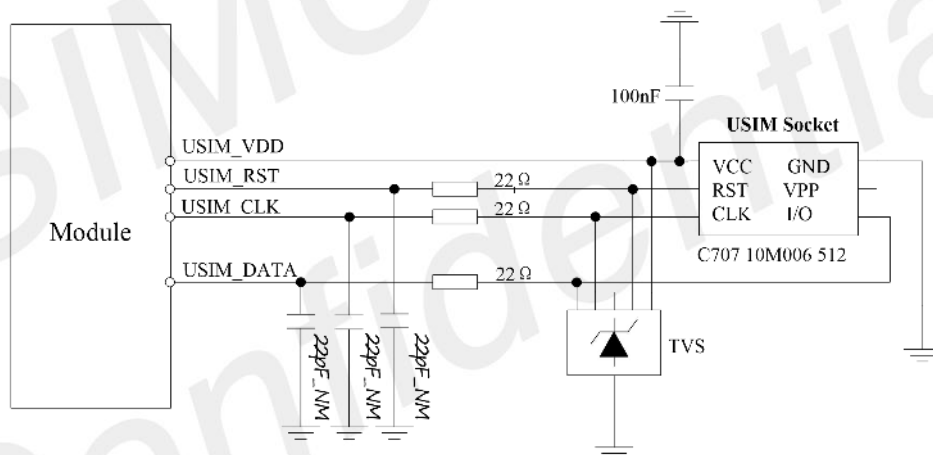 SIMC
Confidential
100nF
USIM Socket
USIM_VDD
USIM_RST
USIM_CLK
USIM_DATA
Module
22Ω
22Ω
22Ω
VCC GND
RST VPP
CLK I/O
C707 10M006 512
TVS
22pF_NM
22pF_NM
22pF_NM